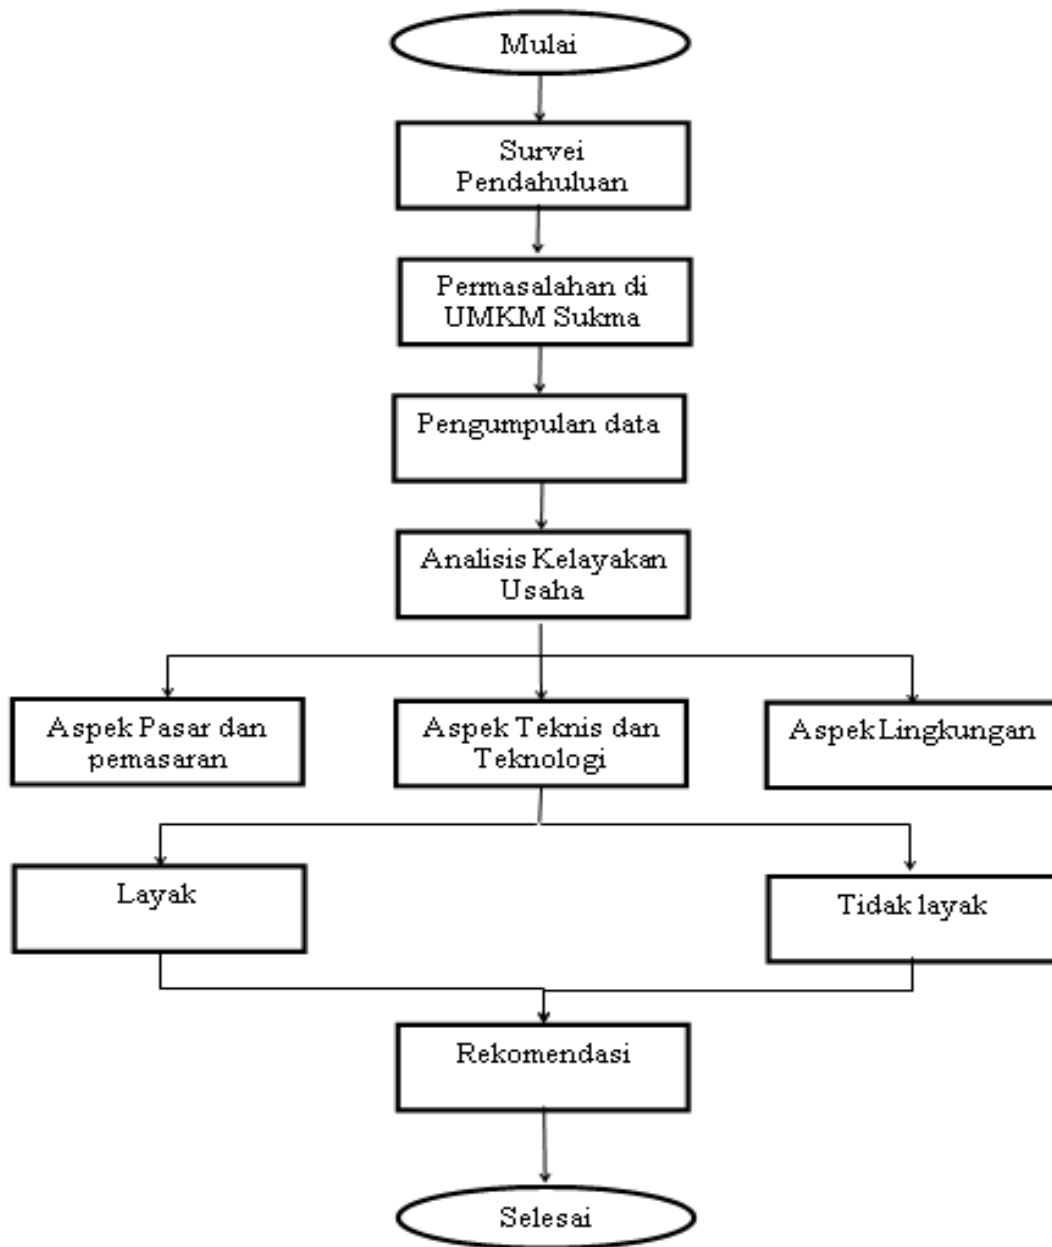 Mulai
Survei
Pendahuluan
Permasalahan di
UMKM Sukma
Pengumpulan data
Analisis Kelayakan
Usaha
Aspek Pasar dan
pemasaran
Aspek Teknis dan
Teknologi
Aspek Lingkungan
Layak
Tidak layak
Rekomendasi
Selesai